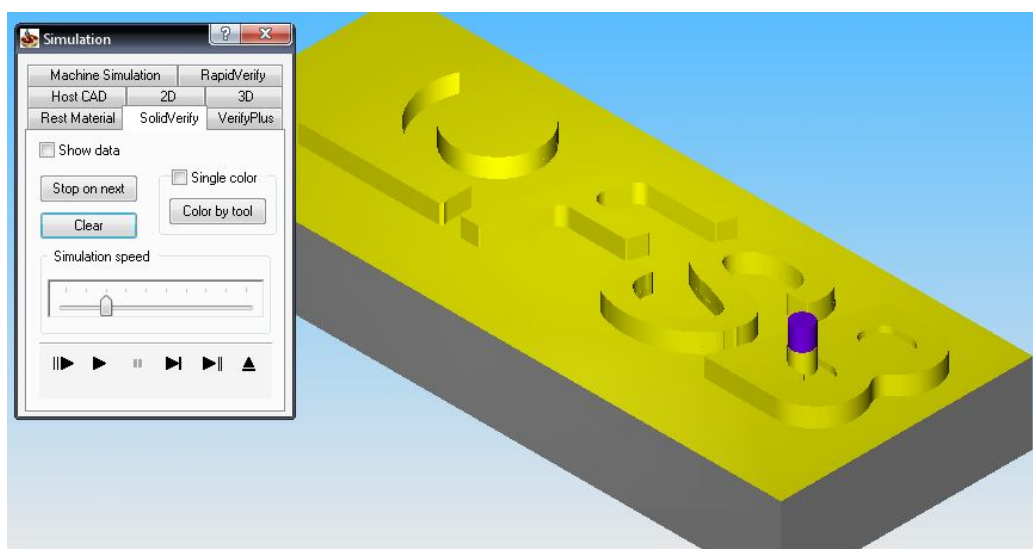 Simulation
Machine Simulation RapidVerify
Host CAD 2D 3D
Rest Material SolidVerify VerifyPlus
Show data
Single color
Stop on next
Color by tool
Clear
Simulation speed